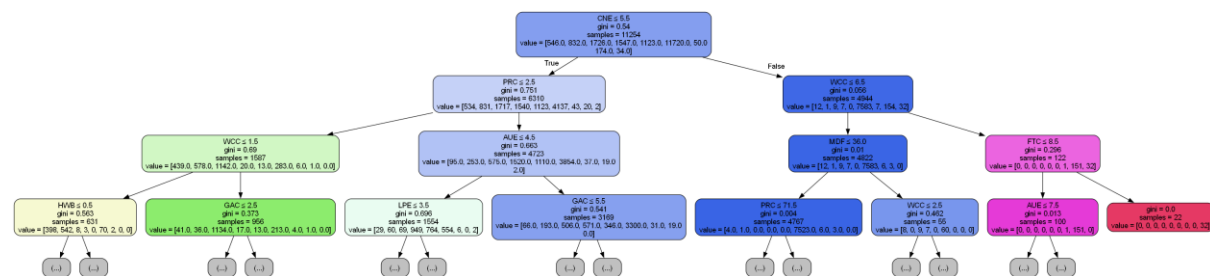 CNE ≤ 5.5
gini = 0.54
samples = 11254
value = [546.0, 832.0, 1726.0, 1547.0, 1123.0, 11720.0, 50.0
174.0, 34.0]
True
False
PRC ≤ 2.5
gini = 0.751
samples = 6310
value = [534, 831, 1717, 1540, 1123, 4137, 43, 20, 2]
WCC ≤ 6.5
gini = 0.056
samples = 4944
value = [12, 1, 9, 7, 0, 7583, 7, 154, 32]
WCC ≤ 1.5
gini = 0.69
samples = 1587
value = [439.0, 578.0, 1142.0, 20.0, 13.0, 283.0, 6.0, 1.0, 0.0]
AUE ≤ 4.5
gini = 0.663
samples = 4723
value = [95.0, 253.0, 575.0, 1520.0, 1110.0, 3854.0, 37.0, 19.0
2.0]
MDF ≤ 36.0
gini = 0.01
samples = 4822
value = [12, 1, 9, 7, 0, 7583, 6, 3, 0]
FTC ≤ 8.5
gini = 0.296
samples = 122
value = [0, 0, 0, 0, 0, 0, 1, 151, 32]
HWB ≤ 0.5
gini = 0.563
samples = 631
value = [398, 542, 8, 3, 0, 70, 2, 0, 0]
GAC ≤ 2.5
gini = 0.373
samples = 956
value = [41.0, 36.0, 1134.0, 17.0, 13.0, 213.0, 4.0, 1.0, 0.0]
LPE ≤ 3.5
gini = 0.696
samples = 1554
value = [29, 60, 69, 949, 764, 554, 6, 0, 2]
GAC ≤ 5.5
gini = 0.541
samples = 3169
value = [66.0, 193.0, 506.0, 571.0, 346.0, 3300.0, 31.0, 19.0
0.0]
PRC ≤ 71.5
gini = 0.004
samples = 4767
value = [4.0, 1.0, 0.0, 0.0, 0.0, 7523.0, 6.0, 3.0, 0.0]
WCC ≤ 2.5
gini = 0.462
samples = 55
value = [8, 0, 9, 7, 0, 60, 0, 0, 0]
AUE ≤ 7.5
gini = 0.013
samples = 100
value = [0, 0, 0, 0, 0, 0, 1, 151, 0]
gini = 0.0
samples = 22
value = [0, 0, 0, 0, 0, 0, 0, 0, 32]
(...) (...) (...) (...) (...) (...) (...) (...) (...) (...) (...) (...) (...) (...)